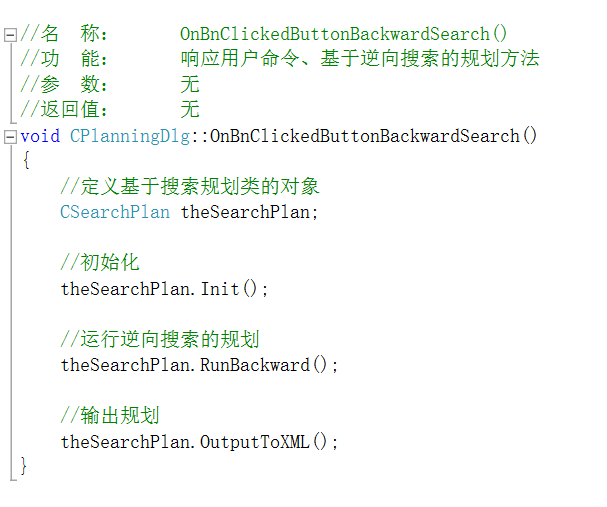 //名  称：      OnBnClickedButtonBackwardSearch()
//功  能：      响应用户命令、基于逆向搜索的规划方法
//参  数：      无
//返回值：      无
void CPlanningDlg::OnBnClickedButtonBackwardSearch()
{
    //定义基于搜索规划类的对象
    CSearchPlan theSearchPlan;

    //初始化
    theSearchPlan.Init();

    //运行逆向搜索的规划
    theSearchPlan.RunBackward();

    //输出规划
    theSearchPlan.OutputToXML();
}